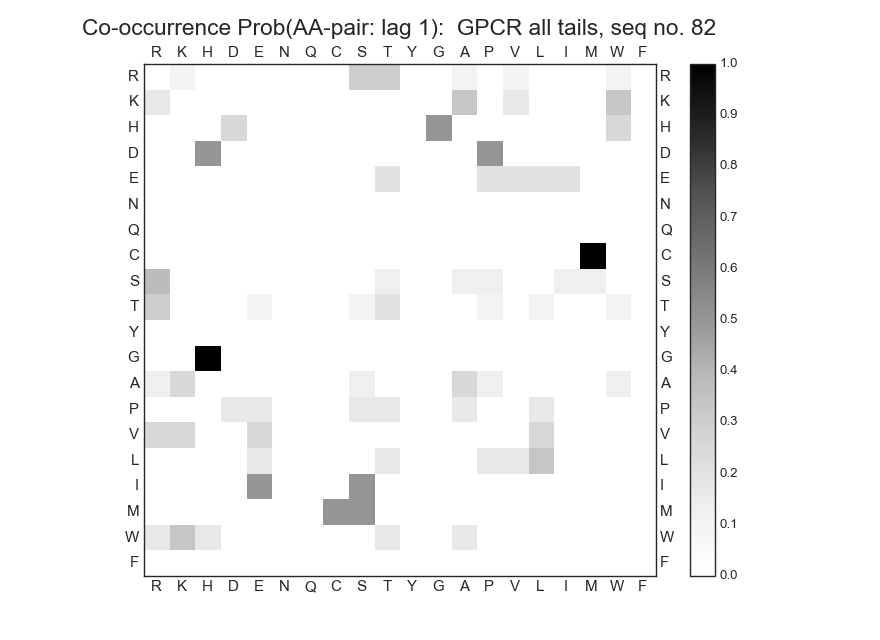 Co-occurrence Prob(AA-pair: lag 1):  GPCR all tails, seq no. 82
R K H D E N Q C S T Y G A P V L I M W F
R R 1.0
K K 0.9
H H
D D 0.8
E E
N N 0.7
Q Q
C C 0.6
S S
T T 0.5
Y Y
G G 0.4
A A
P P 0.3
V V
L L 0.2
I I
M M 0.1
W W
F F 0.0
R K H D E N Q C S T Y G A P V L I M W F